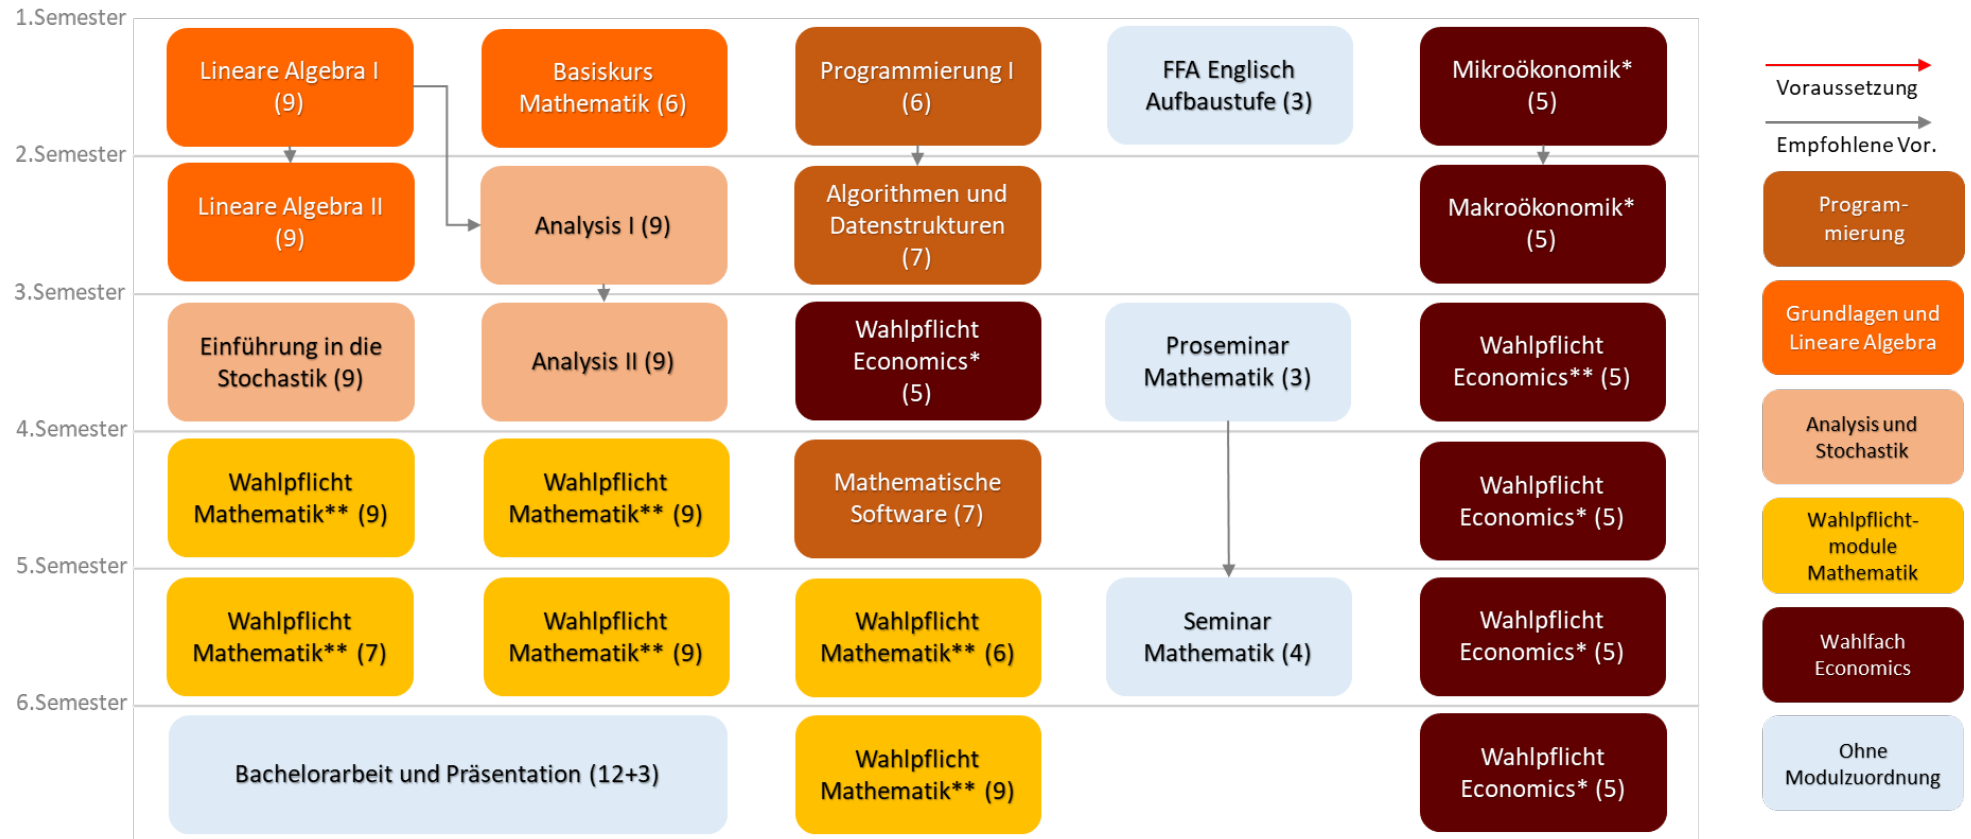 1.Semester
Lineare Algebra I
(9)
Basiskurs
Mathematik (6)
Programmierung I
(6)
FFA Englisch
Aufbaustufe (3)
Mikroökonomik*
(5)
2.Semester
Lineare Algebra II
(9)
Analysis I (9)
Algorithmen und
Datenstrukturen
(7)
Makroökonomik*
(5)
3.Semester
Einführung in die
Stochastik (9)
Analysis II (9)
Wahlpflicht
Economics*
(5)
Proseminar
Mathematik (3)
Wahlpflicht
Economics** (5)
4.Semester
Wahlpflicht
Mathematik** (9)
Wahlpflicht
Mathematik** (9)
Mathematische
Software (7)
Wahlpflicht
Economics* (5)
5.Semester
Wahlpflicht
Mathematik** (7)
Wahlpflicht
Mathematik** (9)
Wahlpflicht
Mathematik** (6)
Seminar
Mathematik (4)
Wahlpflicht
Economics* (5)
6.Semester
Bachelorarbeit und Präsentation (12+3)
Wahlpflicht
Mathematik** (9)
Wahlpflicht
Economics* (5)
Voraussetzung
Empfohlene Vor.
Program-
mierung
Grundlagen und
Lineare Algebra
Analysis und
Stochastik
Wahlpflicht-
module
Mathematik
Wahlfach
Economics
Ohne
Modulzuordnung